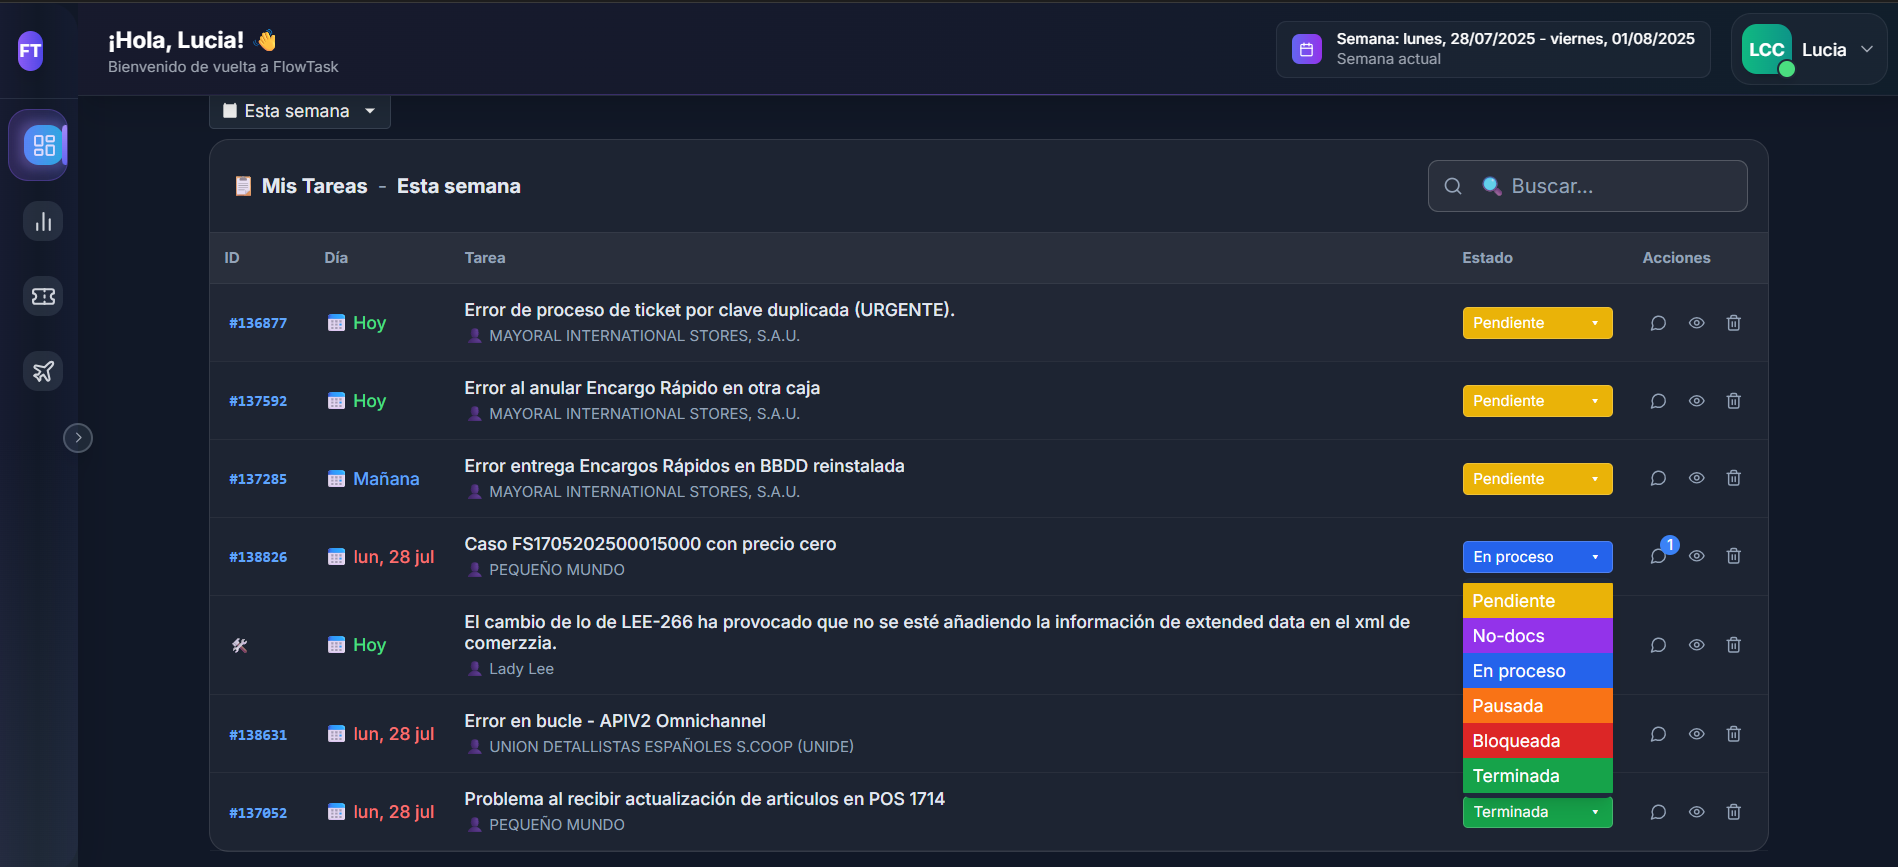 FT
¡Hola, Lucia! 👋
Bienvenido de vuelta a FlowTask
Semana: lunes, 28/07/2025 - viernes, 01/08/2025
Semana actual
LCC
Lucia
Esta semana
Mis Tareas - Esta semana
Buscar...
ID Día Tarea Estado Acciones
#136877 Hoy Error de proceso de ticket por clave duplicada (URGENTE). Pendiente
MAYORAL INTERNATIONAL STORES, S.A.U.
#137592 Hoy Error al anular Encargo Rápido en otra caja Pendiente
MAYORAL INTERNATIONAL STORES, S.A.U.
#137285 Mañana Error entrega Encargos Rápidos en BBDD reinstalada Pendiente
MAYORAL INTERNATIONAL STORES, S.A.U.
#138826 lun, 28 jul Caso FS1705202500015000 con precio cero En proceso 1
PEQUEÑO MUNDO
Hoy El cambio de lo de LEE-266 ha provocado que no se esté añadiendo la información de extended data en el xml de
comerzzia.
Lady Lee
Pendiente
No-docs
En proceso
Pausada
Bloqueada
Terminada
#138631 lun, 28 jul Error en bucle - APIV2 Omnichannel
UNION DETALLISTAS ESPAÑOLES S.COOP (UNIDE)
#137052 lun, 28 jul Problema al recibir actualización de articulos en POS 1714 Terminada
PEQUEÑO MUNDO